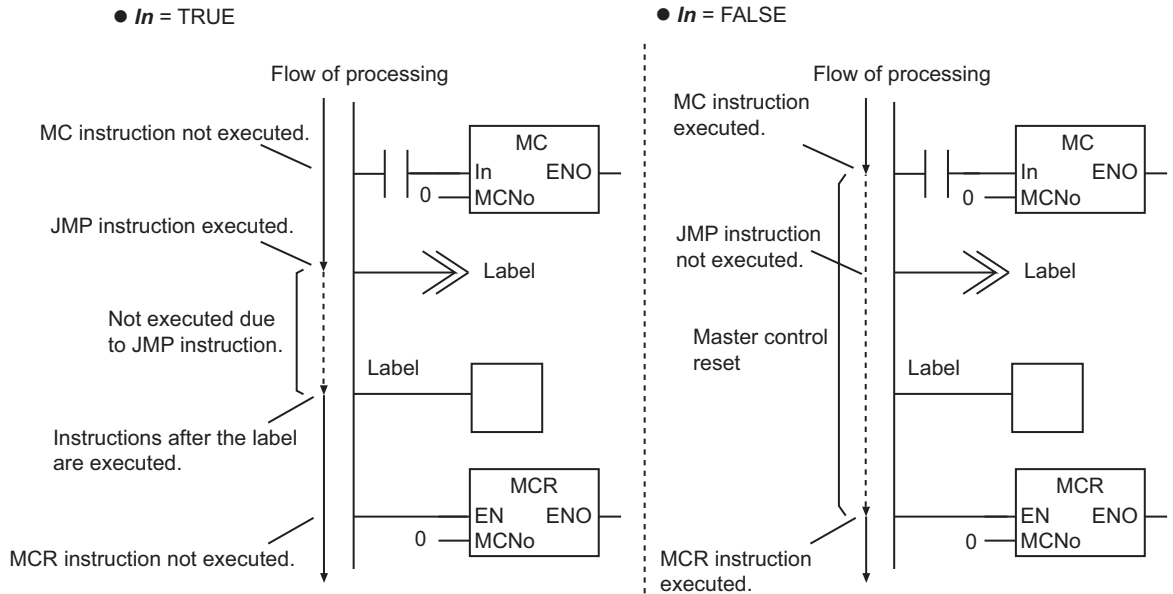 ● In = TRUE
Flow of processing
MC instruction not executed.
MC
In ENO
0 MCNo
JMP instruction executed.
Label
Not executed due
to JMP instruction.
Label
Instructions after the label
are executed.
MCR
EN ENO
0 MCNo
MCR instruction not executed.
● In = FALSE
Flow of processing
MC instruction
executed.
MC
In ENO
0 MCNo
JMP instruction
not executed.
Label
Master control
reset
Label
MCR
EN ENO
0 MCNo
MCR instruction
executed.